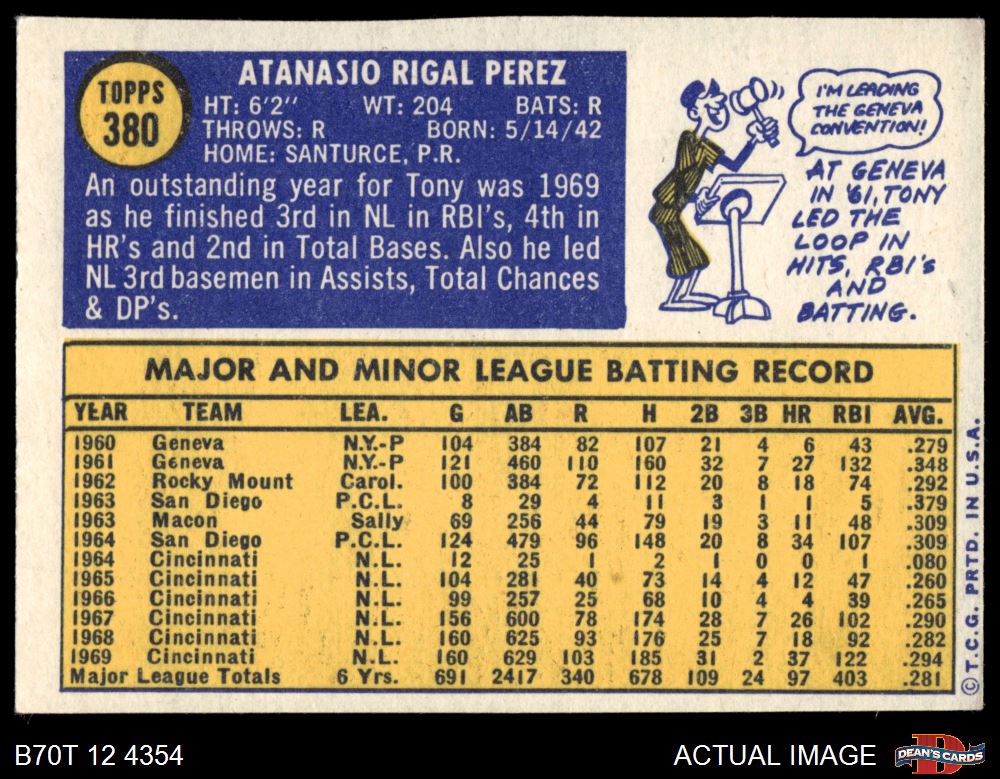 TOPPS
380
ATANASIO RIGAL PEREZ
HT: 6'2" WT: 204 BATS: R
THROWS: R BORN: 5/14/42
HOME: SANTURCE, P.R.
An outstanding year for Tony was 1969
as he finished 3rd in NL in RBI's, 4th in
HR's and 2nd in Total Bases. Also he led
NL 3rd basemen in Assists, Total Chances
& DP's.
I'M LEADING
THE GENEVA
CONVENTION!
AT GENEVA
IN '61, TONY
LED THE
LOOP IN
HITS, RBI's
AND
BATTING.
MAJOR AND MINOR LEAGUE BATTING RECORD
YEAR TEAM LEA. G AB R H 2B 3B HR RBI AVG.
1960 Geneva N.Y.-P 104 384 82 107 21 4 6 43 .279
1961 Geneva N.Y.-P 121 460 110 160 32 7 27 132 .348
1962 Rocky Mount Carol. 100 384 72 112 20 8 18 74 .292
1963 San Diego P.C.L. 8 29 4 11 3 1 1 5 .379
1963 Macon Sally 69 256 44 79 19 3 11 48 .309
1964 San Diego P.C.L. 124 479 96 148 20 8 34 107 .309
1964 Cincinnati N.L. 12 25 1 2 1 0 0 1 .080
1965 Cincinnati N.L. 104 281 40 73 14 4 12 47 .260
1966 Cincinnati N.L. 99 257 25 68 10 4 4 39 .265
1967 Cincinnati N.L. 156 600 78 174 28 7 26 102 .290
1968 Cincinnati N.L. 160 625 93 176 25 7 18 92 .282
1969 Cincinnati N.L. 160 629 103 185 31 2 37 122 .294
Major League Totals 6 Yrs. 691 2417 340 678 109 24 97 403 .281
© T.C.G. PRTD. IN U.S.A.
B70T 12 4354
ACTUAL IMAGE
D
DEAN'S CARDS